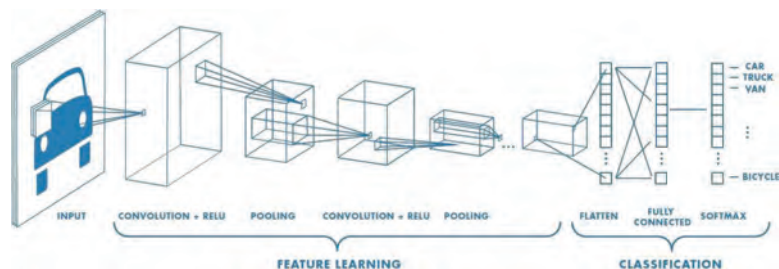 CAR
TRUCK
VAN
BICYCLE
INPUT
CONVOLUTION + RELU
POOLING
CONVOLUTION + RELU
POOLING
FLATTEN
FULLY
CONNECTED
SOFTMAX
FEATURE LEARNING
CLASSIFICATION